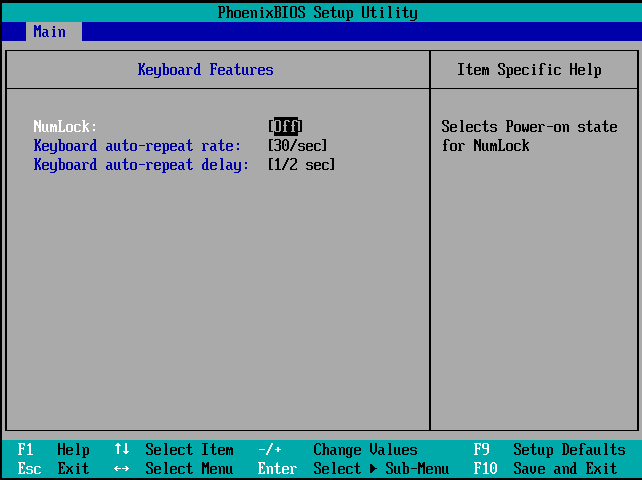 PhoenixBIOS Setup Utility
Main
Keyboard Features
Item Specific Help
NumLock: [Off]
Keyboard auto-repeat rate: [30/sec]
Keyboard auto-repeat delay: [1/2 sec]
Selects Power-on state
for NumLock
F1 Help ↑↓ Select Item -/+ Change Values F9 Setup Defaults
Esc Exit ↔ Select Menu Enter Select ▶ Sub-Menu F10 Save and Exit